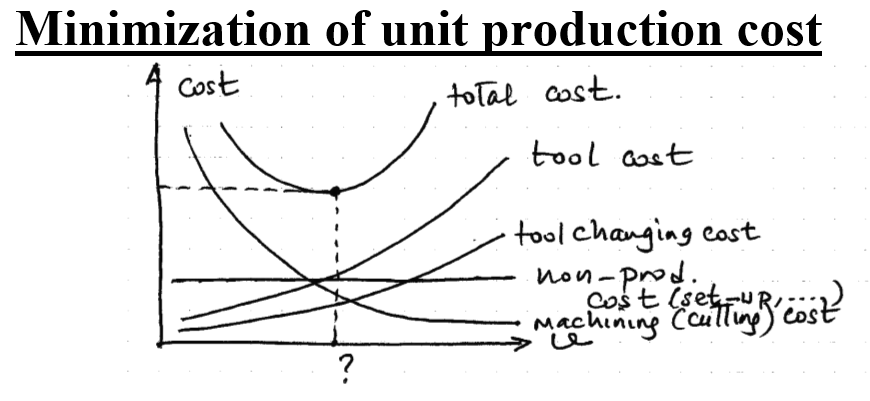 Minimization of unit production cost
cost
total cost.
tool cost
tool changing cost
non-prod.
cost (set-up,....)
machining (cutting) cost
?